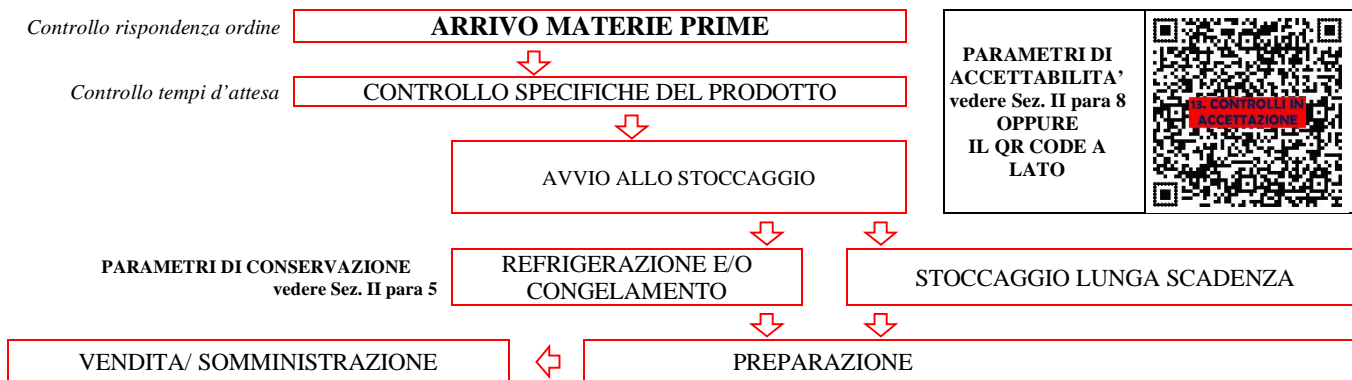 Controllo rispondenza ordine
ARRIVO MATERIE PRIME
Controllo tempi d’attesa
CONTROLLO SPECIFICHE DEL PRODOTTO
AVVIO ALLO STOCCAGGIO
PARAMETRI DI
ACCETTABILITA’
vedere Sez. II para 8
OPPURE
IL QR CODE A
LATO
13. CONTROLLI IN
ACCETTAZIONE
PARAMETRI DI CONSERVAZIONE
vedere Sez. II para 5
REFRIGERAZIONE E/O
CONGELAMENTO
STOCCAGGIO LUNGA SCADENZA
VENDITA/ SOMMINISTRAZIONE
PREPARAZIONE